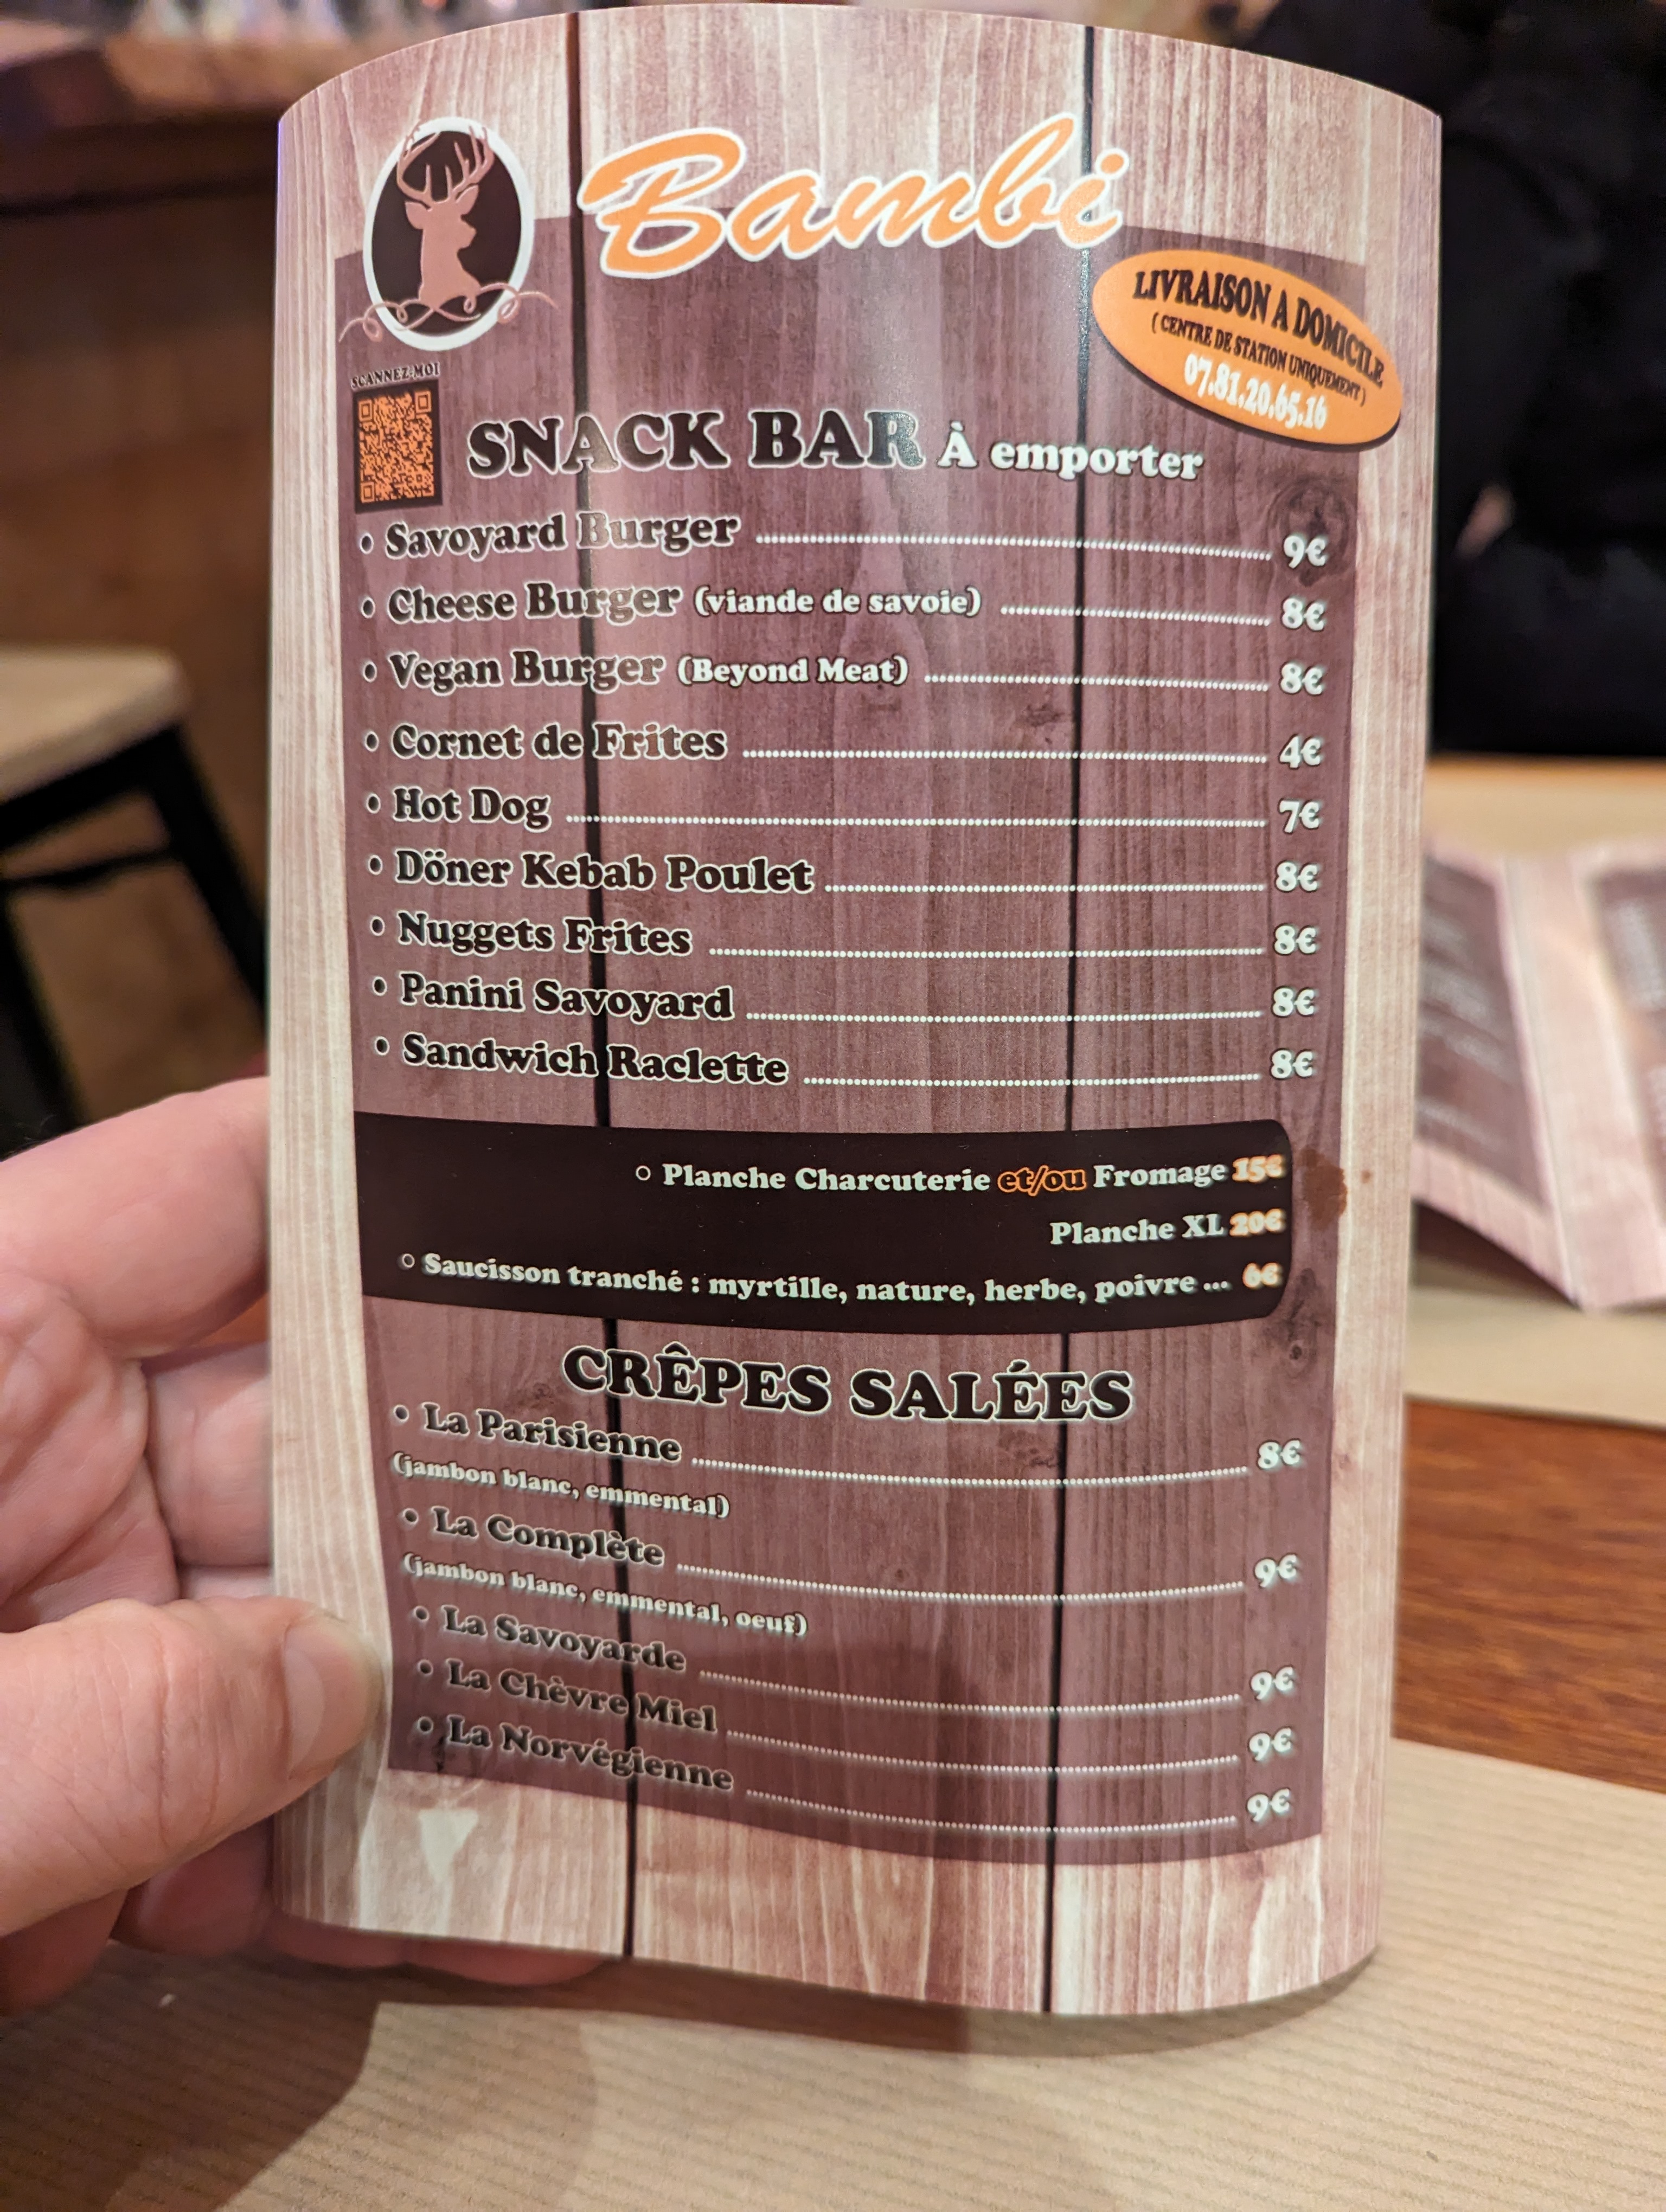 Bambi
LIVRAISON A DOMICILE
( CENTRE DE STATION UNIQUEMENT )
07.81.20.65.16
SCANNEZ-MOI
SNACK BAR À emporter
• Savoyard Burger 9€
• Cheese Burger (viande de savoie) 8€
• Vegan Burger (Beyond Meat) 8€
• Cornet de Frites 4€
• Hot Dog 7€
• Döner Kebab Poulet 8€
• Nuggets Frites 8€
• Panini Savoyard 8€
• Sandwich Raclette 8€
○ Planche Charcuterie et/ou Fromage 15€
Planche XL 20€
○ Saucisson tranché : myrtille, nature, herbe, poivre ... 6€
CRÊPES SALÉES
• La Parisienne 8€
(jambon blanc, emmental)
• La Complète 9€
(jambon blanc, emmental, oeuf)
• La Savoyarde 9€
• La Chèvre Miel 9€
• La Norvégienne 9€